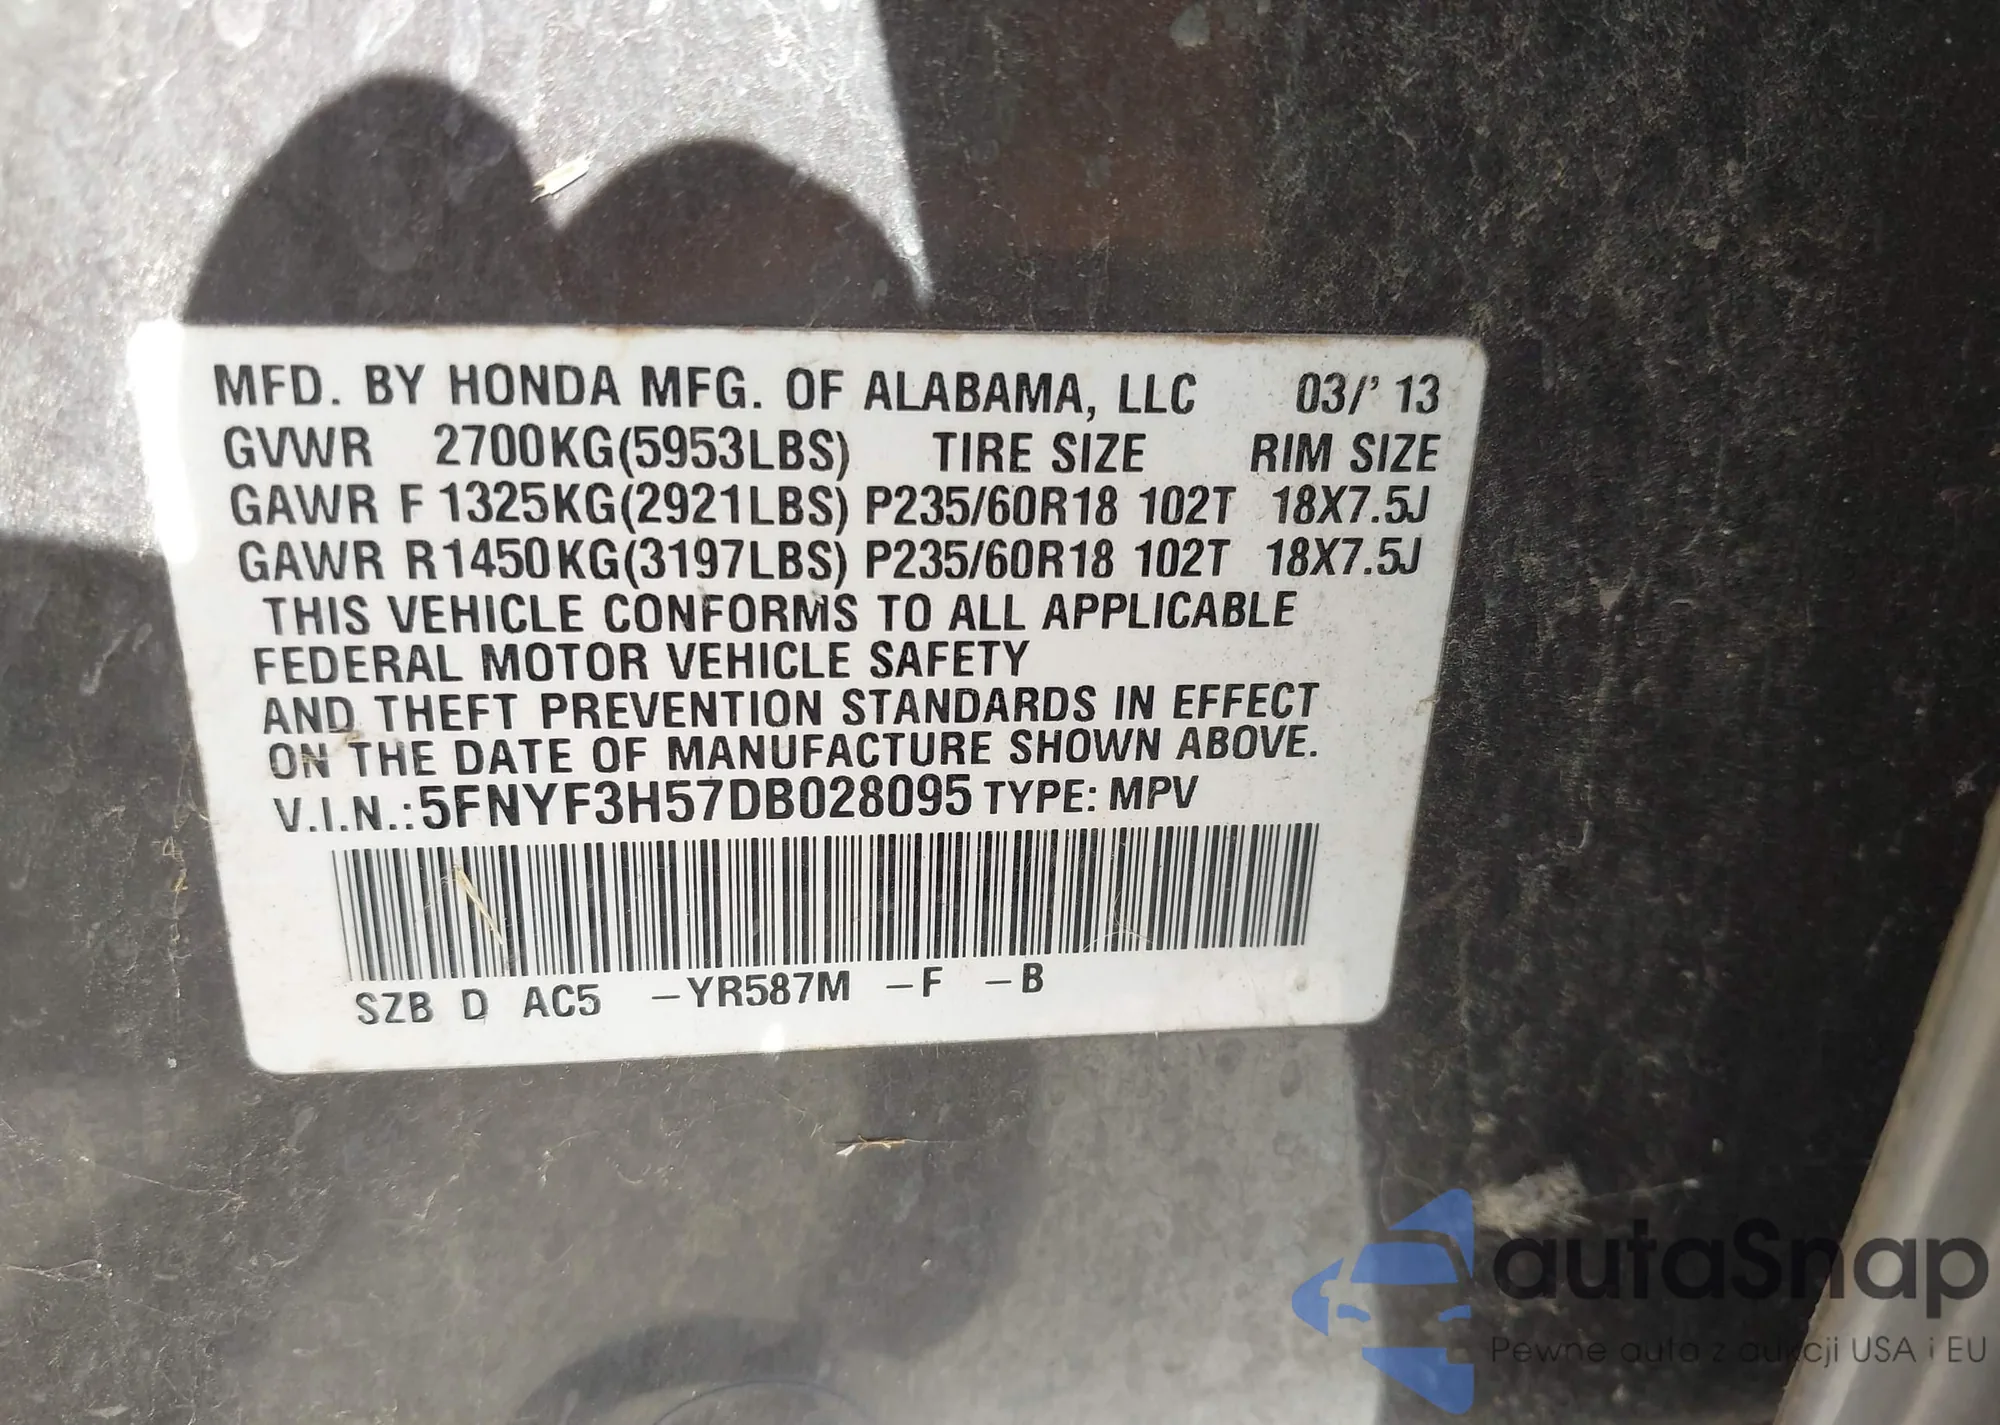 MFD. BY HONDA MFG. OF ALABAMA, LLC 03/' 13
GVWR 2700KG(5953LBS) TIRE SIZE RIM SIZE
GAWR F 1325KG(2921LBS) P235/60R18 102T 18X7.5J
GAWR R1450KG(3197LBS) P235/60R18 102T 18X7.5J
THIS VEHICLE CONFORMS TO ALL APPLICABLE
FEDERAL MOTOR VEHICLE SAFETY
AND THEFT PREVENTION STANDARDS IN EFFECT
ON THE DATE OF MANUFACTURE SHOWN ABOVE.
V.I.N.:5FNYF3H57DB028095 TYPE: MPV
SZB D AC5 -YR587M -F -B
autaSnap
Pewne auta z aukcji USA i EU